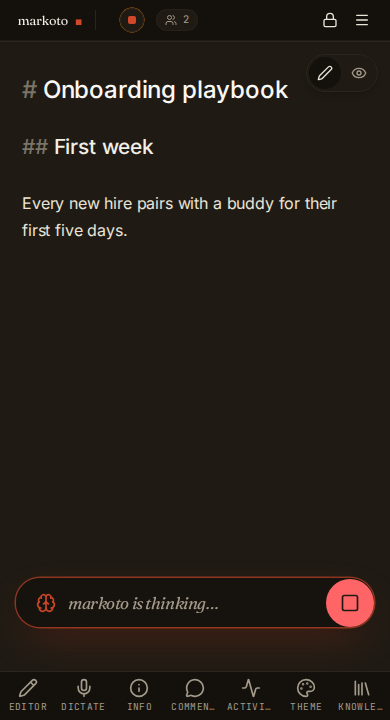 markoto
2
# Onboarding playbook
## First week
Every new hire pairs with a buddy for their
first five days.
markoto is thinking...
EDITOR DICTATE INFO COMMEN… ACTIVI… THEME KNOWLE…